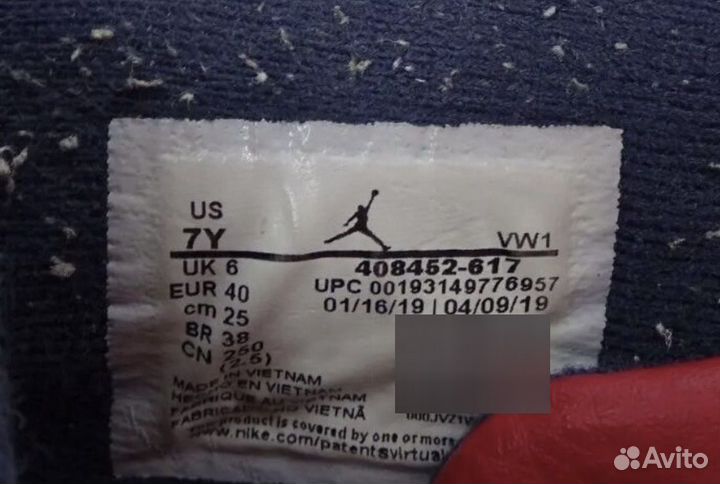 US
7Y VW1
UK 6 408452-617
EUR 40 UPC 00193149776957
cm 25 01/16/19 | 04/09/19
BR 38
CN 250
(2.5)
MADE IN VIETNAM
FABRIQUE AU VIETNAM
FABRICADO NO VIETNÃ
product is covered by one or more
www.nike.com/patentsvirtual
Avito